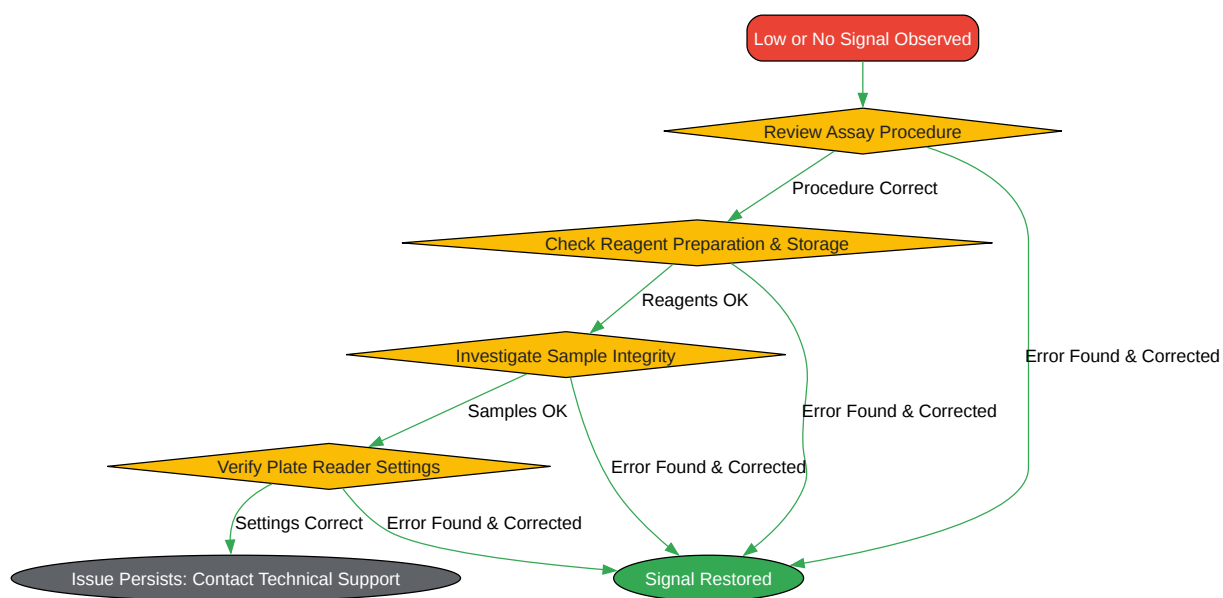 Low or No Signal Observed
Review Assay Procedure
Procedure Correct
Check Reagent Preparation & Storage
Reagents OK
Investigate Sample Integrity
Error Found & Corrected
Samples OK
Error Found & Corrected
Verify Plate Reader Settings
Error Found & Corrected
Settings Correct
Error Found & Corrected
Issue Persists: Contact Technical Support
Signal Restored